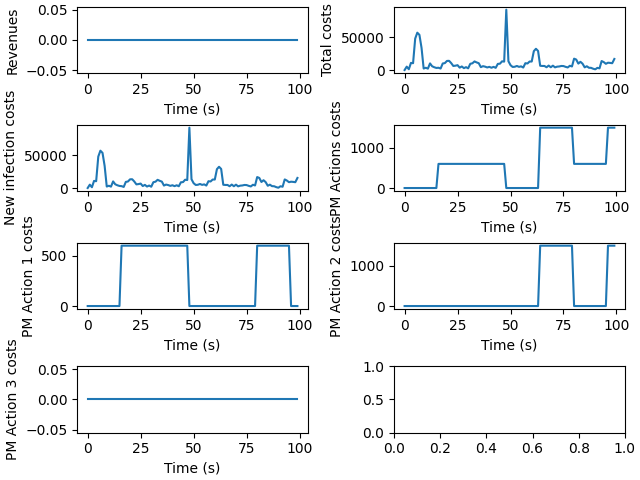 Revenues
0.05
0.00
−0.05
0 25 50 75 100
Time (s)
Total costs
50000
0
0 25 50 75 100
Time (s)
New infection costs
50000
0
0 25 50 75 100
Time (s)
PM Actions costs
1000
0
0 25 50 75 100
Time (s)
PM Action 1 costs
500
0
0 25 50 75 100
Time (s)
PM Action 2 costs
1000
0
0 25 50 75 100
Time (s)
PM Action 3 costs
0.05
0.00
−0.05
0 25 50 75 100
Time (s)
1.0
0.5
0.0
0.0 0.2 0.4 0.6 0.8 1.0